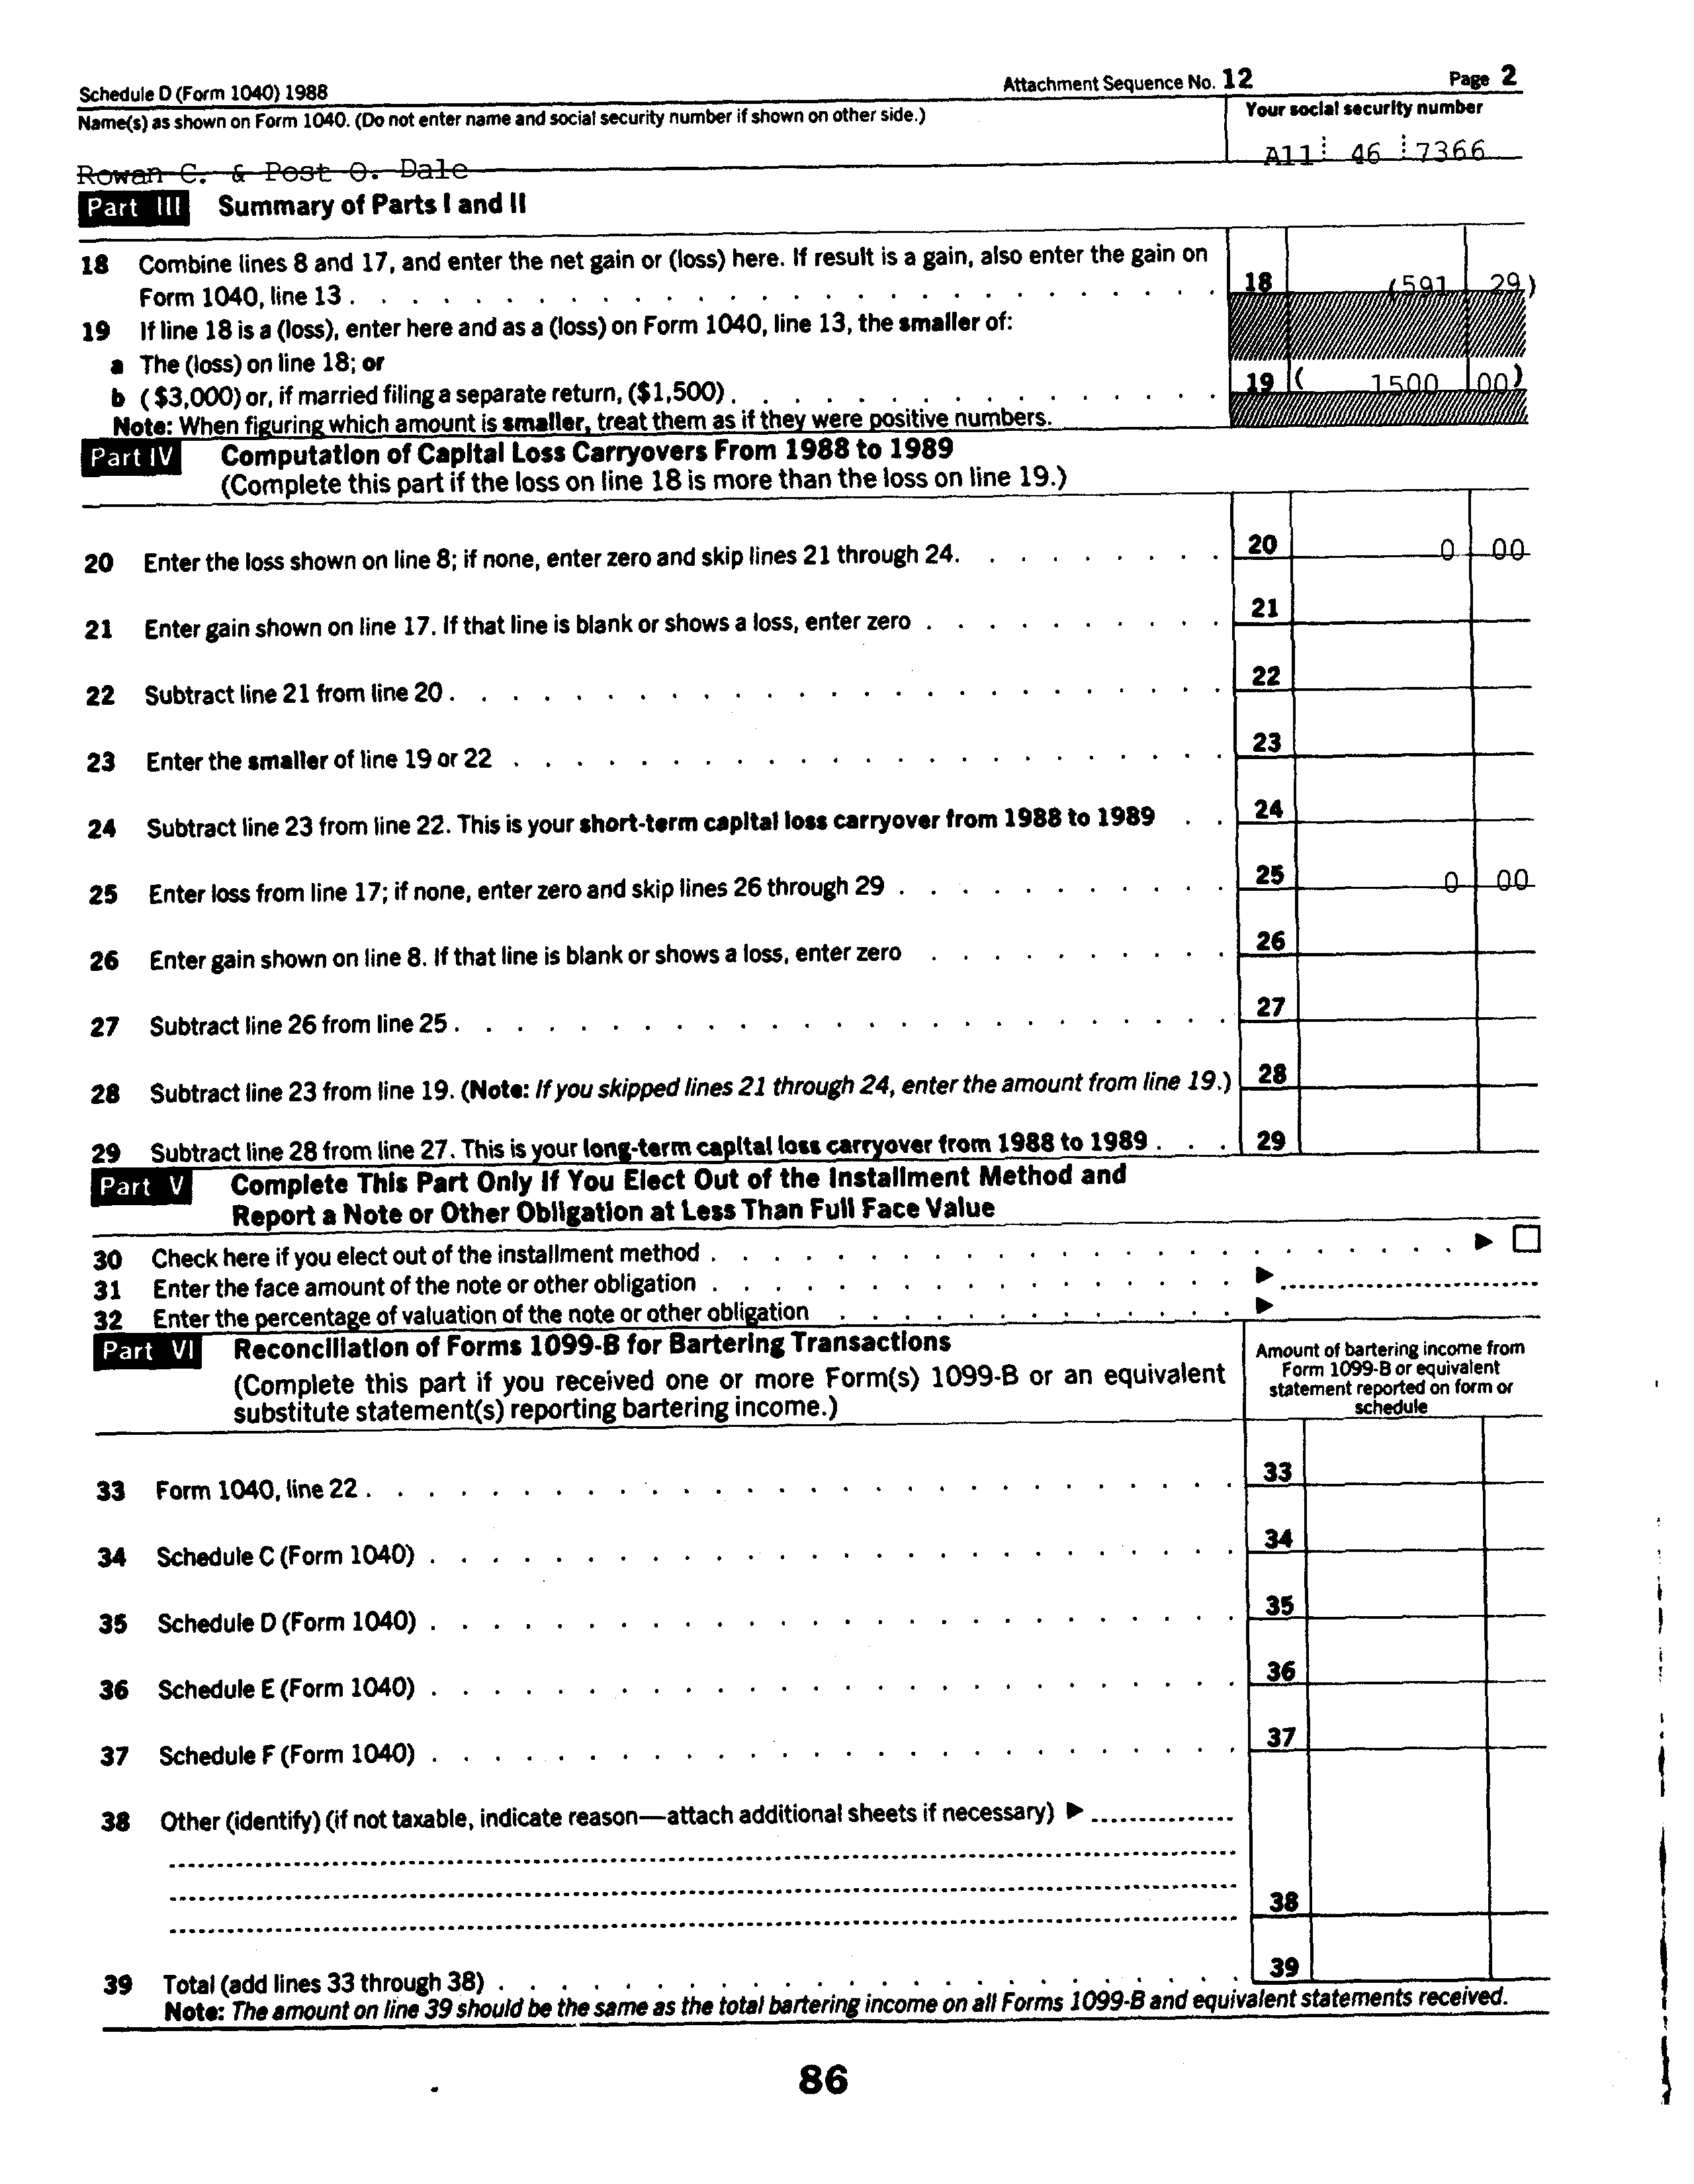 Schedule D (Form 1040) 1988 Attachment Sequence No. 12 Page 2
Name(s) as shown on Form 1040. (Do not enter name and social security number if shown on other side.) Your social security number
Rowan C. & Post O. Dale A11 46 7366
Part III Summary of Parts I and II
18 Combine lines 8 and 17, and enter the net gain or (loss) here. If result is a gain, also enter the gain on
Form 1040, line 13 . . . . . . . . . . . . . . . . . . . . . . . . . . . . 18 (591 29)
19 If line 18 is a (loss), enter here and as a (loss) on Form 1040, line 13, the smaller of:
a The (loss) on line 18; or
b ($3,000) or, if married filing a separate return, ($1,500) . . . . . . . . . . . . . . . . 19 ( 1500 00)
Note: When figuring which amount is smaller, treat them as if they were positive numbers.
Part IV Computation of Capital Loss Carryovers From 1988 to 1989
(Complete this part if the loss on line 18 is more than the loss on line 19.)
20 Enter the loss shown on line 8; if none, enter zero and skip lines 21 through 24. . . . . . . . . 20 0 00
21 Enter gain shown on line 17. If that line is blank or shows a loss, enter zero . . . . . . . . . . 21
22 Subtract line 21 from line 20 . . . . . . . . . . . . . . . . . . . . . . . . . 22
23 Enter the smaller of line 19 or 22 . . . . . . . . . . . . . . . . . . . . . . . 23
24 Subtract line 23 from line 22. This is your short-term capital loss carryover from 1988 to 1989 . . 24
25 Enter loss from line 17; if none, enter zero and skip lines 26 through 29 . . . . . . . . . . . 25 0 00
26 Enter gain shown on line 8. If that line is blank or shows a loss, enter zero . . . . . . . . . . 26
27 Subtract line 26 from line 25 . . . . . . . . . . . . . . . . . . . . . . . . . 27
28 Subtract line 23 from line 19. (Note: If you skipped lines 21 through 24, enter the amount from line 19.) 28
29 Subtract line 28 from line 27. This is your long-term capital loss carryover from 1988 to 1989 . . . 29
Part V Complete This Part Only If You Elect Out of the Installment Method and
Report a Note or Other Obligation at Less Than Full Face Value
30 Check here if you elect out of the installment method . . . . . . . . . . . . . . . . . . . . . . . . ► ☐
31 Enter the face amount of the note or other obligation . . . . . . . . . . . . . . . . . ►
32 Enter the percentage of valuation of the note or other obligation . . . . . . . . . . . . . ►
Part VI Reconciliation of Forms 1099-B for Bartering Transactions
(Complete this part if you received one or more Form(s) 1099-B or an equivalent
substitute statement(s) reporting bartering income.)
Amount of bartering income from
Form 1099-B or equivalent
statement reported on form or
schedule
33 Form 1040, line 22 . . . . . . . . . . . . . . . . . . . . . . . . . . . . 33
34 Schedule C (Form 1040) . . . . . . . . . . . . . . . . . . . . . . . . . . 34
35 Schedule D (Form 1040) . . . . . . . . . . . . . . . . . . . . . . . . . . 35
36 Schedule E (Form 1040) . . . . . . . . . . . . . . . . . . . . . . . . . . 36
37 Schedule F (Form 1040) . . . . . . . . . . . . . . . . . . . . . . . . . . 37
38 Other (identify) (if not taxable, indicate reason—attach additional sheets if necessary) ►
38
39 Total (add lines 33 through 38) . . . . . . . . . . . . . . . . . . . . . . . . 39
Note: The amount on line 39 should be the same as the total bartering income on all Forms 1099-B and equivalent statements received.
86